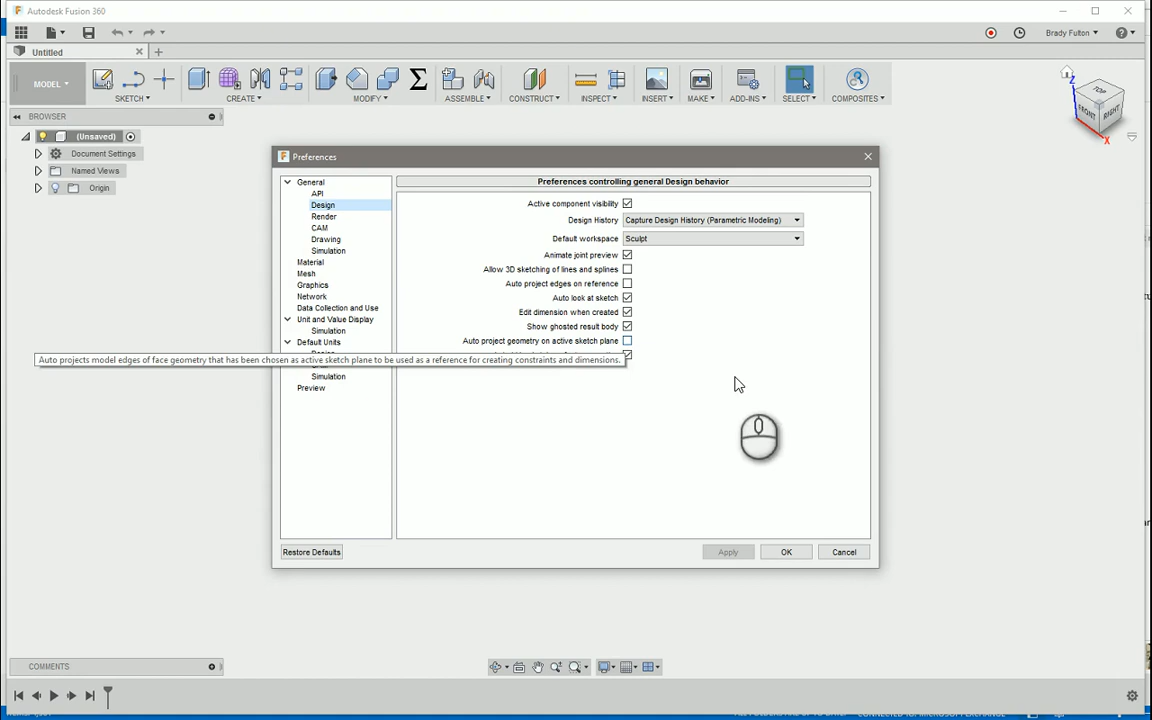 Autodesk Fusion 360
Brady Fulton
Untitled
MODEL
SKETCH CREATE MODIFY ASSEMBLE CONSTRUCT INSPECT INSERT MAKE ADD-INS SELECT COMPOSITES
TOP
FRONT
RIGHT
Z
X
BROWSER
(Unsaved)
Document Settings
Named Views
Origin
Preferences
General
API
Design
Render
CAM
Drawing
Simulation
Material
Mesh
Graphics
Network
Data Collection and Use
Unit and Value Display
Simulation
Default Units
Simulation
Preview
Preferences controlling general Design behavior
Active component visibility
Design History Capture Design History (Parametric Modeling)
Default workspace Sculpt
Animate joint preview
Allow 3D sketching of lines and splines
Auto project edges on reference
Auto look at sketch
Edit dimension when created
Show ghosted result body
Auto project geometry on active sketch plane
Auto projects model edges of face geometry that has been chosen as active sketch plane to be used as a reference for creating constraints and dimensions.
Restore Defaults
Apply
OK
Cancel
COMMENTS